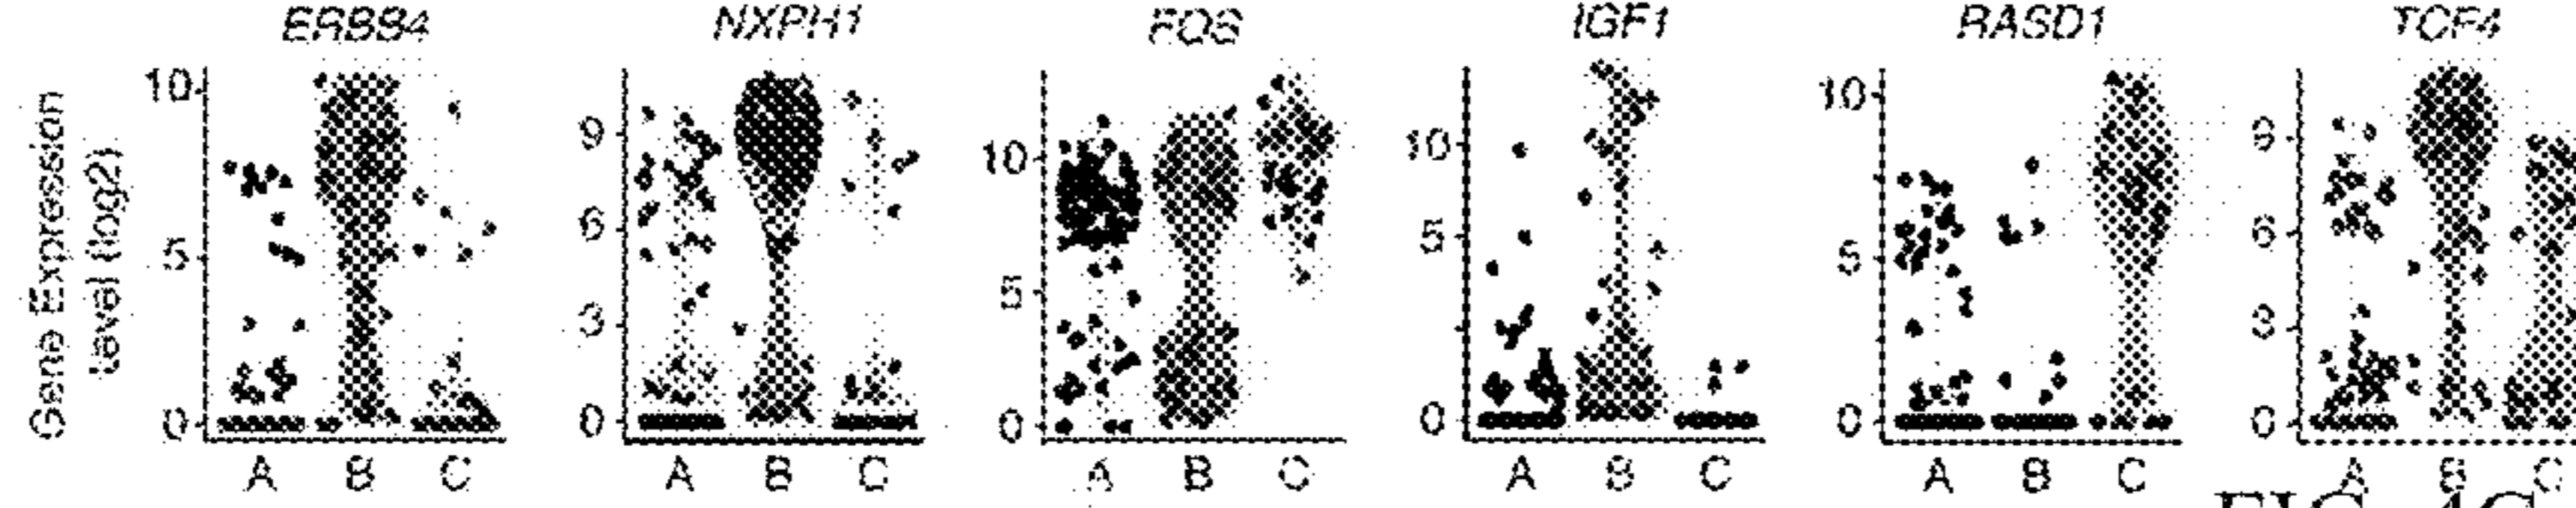 ERBB4 NXPH1 FOS IGF1 RASD1 TCF4
Gene Expression
Level (log2)
10 5 0
9 6 3 0
10 5 0
10 5 0
10 5 0
9 6 3 0
A B C A B C A B C A B C A B C A B C